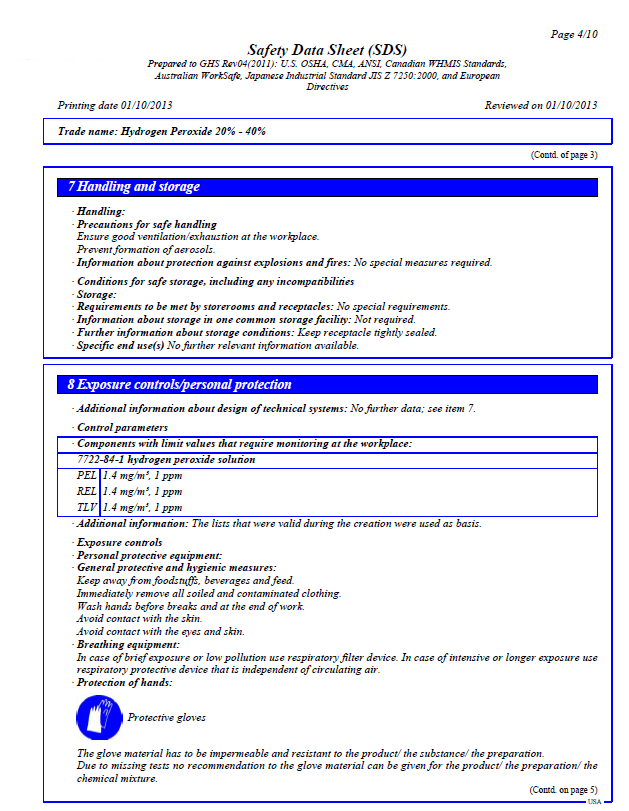 Page 4/10
Safety Data Sheet (SDS)
Prepared to GHS Rev04(2011): U.S. OSHA, CMA, ANSI, Canadian WHMIS Standards,
Australian WorkSafe, Japanese Industrial Standard JIS Z 7250:2000, and European
Directives
Printing date 01/10/2013 Reviewed on 01/10/2013
Trade name: Hydrogen Peroxide 20% - 40%
(Contd. of page 3)
7 Handling and storage
· Handling:
· Precautions for safe handling
Ensure good ventilation/exhaustion at the workplace.
Prevent formation of aerosols.
· Information about protection against explosions and fires: No special measures required.
· Conditions for safe storage, including any incompatibilities
· Storage:
· Requirements to be met by storerooms and receptacles: No special requirements.
· Information about storage in one common storage facility: Not required.
· Further information about storage conditions: Keep receptacle tightly sealed.
· Specific end use(s) No further relevant information available.
8 Exposure controls/personal protection
· Additional information about design of technical systems: No further data; see item 7.
· Control parameters
· Components with limit values that require monitoring at the workplace:
7722-84-1 hydrogen peroxide solution
PEL 1.4 mg/m³, 1 ppm
REL 1.4 mg/m³, 1 ppm
TLV 1.4 mg/m³, 1 ppm
· Additional information: The lists that were valid during the creation were used as basis.
· Exposure controls
· Personal protective equipment:
· General protective and hygienic measures:
Keep away from foodstuffs, beverages and feed.
Immediately remove all soiled and contaminated clothing.
Wash hands before breaks and at the end of work.
Avoid contact with the skin.
Avoid contact with the eyes and skin.
· Breathing equipment:
In case of brief exposure or low pollution use respiratory filter device. In case of intensive or longer exposure use
respiratory protective device that is independent of circulating air.
· Protection of hands:
Protective gloves
The glove material has to be impermeable and resistant to the product/ the substance/ the preparation.
Due to missing tests no recommendation to the glove material can be given for the product/ the preparation/ the
chemical mixture.
(Contd. on page 5)
USA